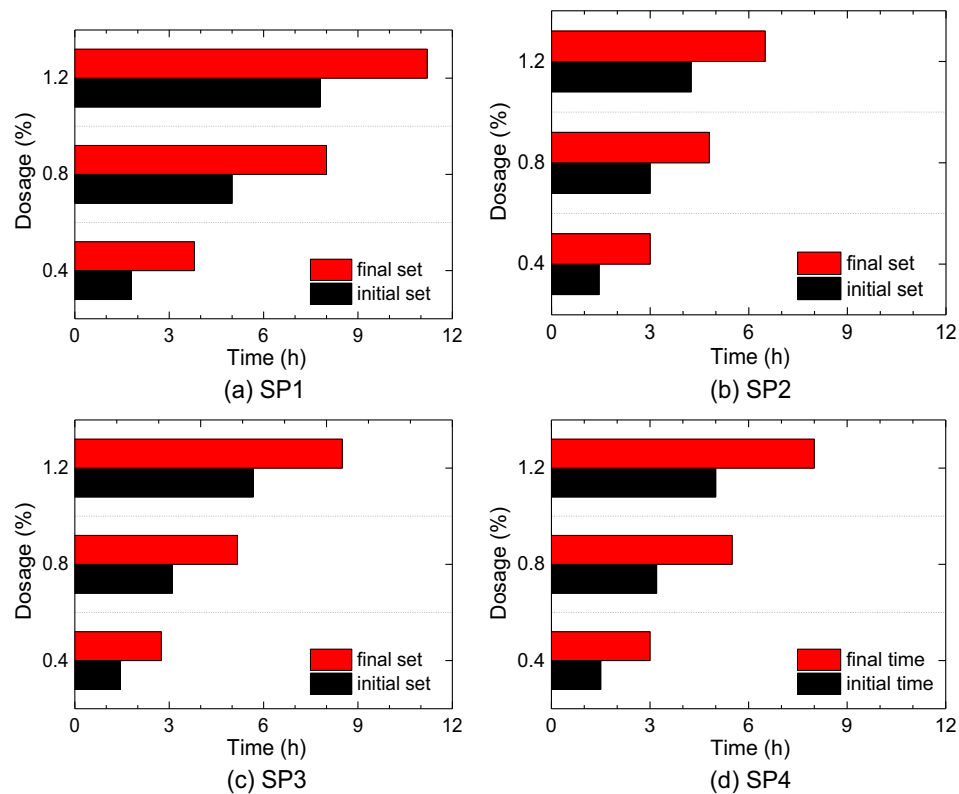 1.2
0.8
0.4
Dosage (%)
final set
initial set
0 3 6 9 12
Time (h)
(a) SP1
1.2
0.8
0.4
Dosage (%)
final set
initial set
0 3 6 9 12
Time (h)
(b) SP2
1.2
0.8
0.4
Dosage (%)
final set
initial set
0 3 6 9 12
Time (h)
(c) SP3
1.2
0.8
0.4
Dosage (%)
final time
initial time
0 3 6 9 12
Time (h)
(d) SP4